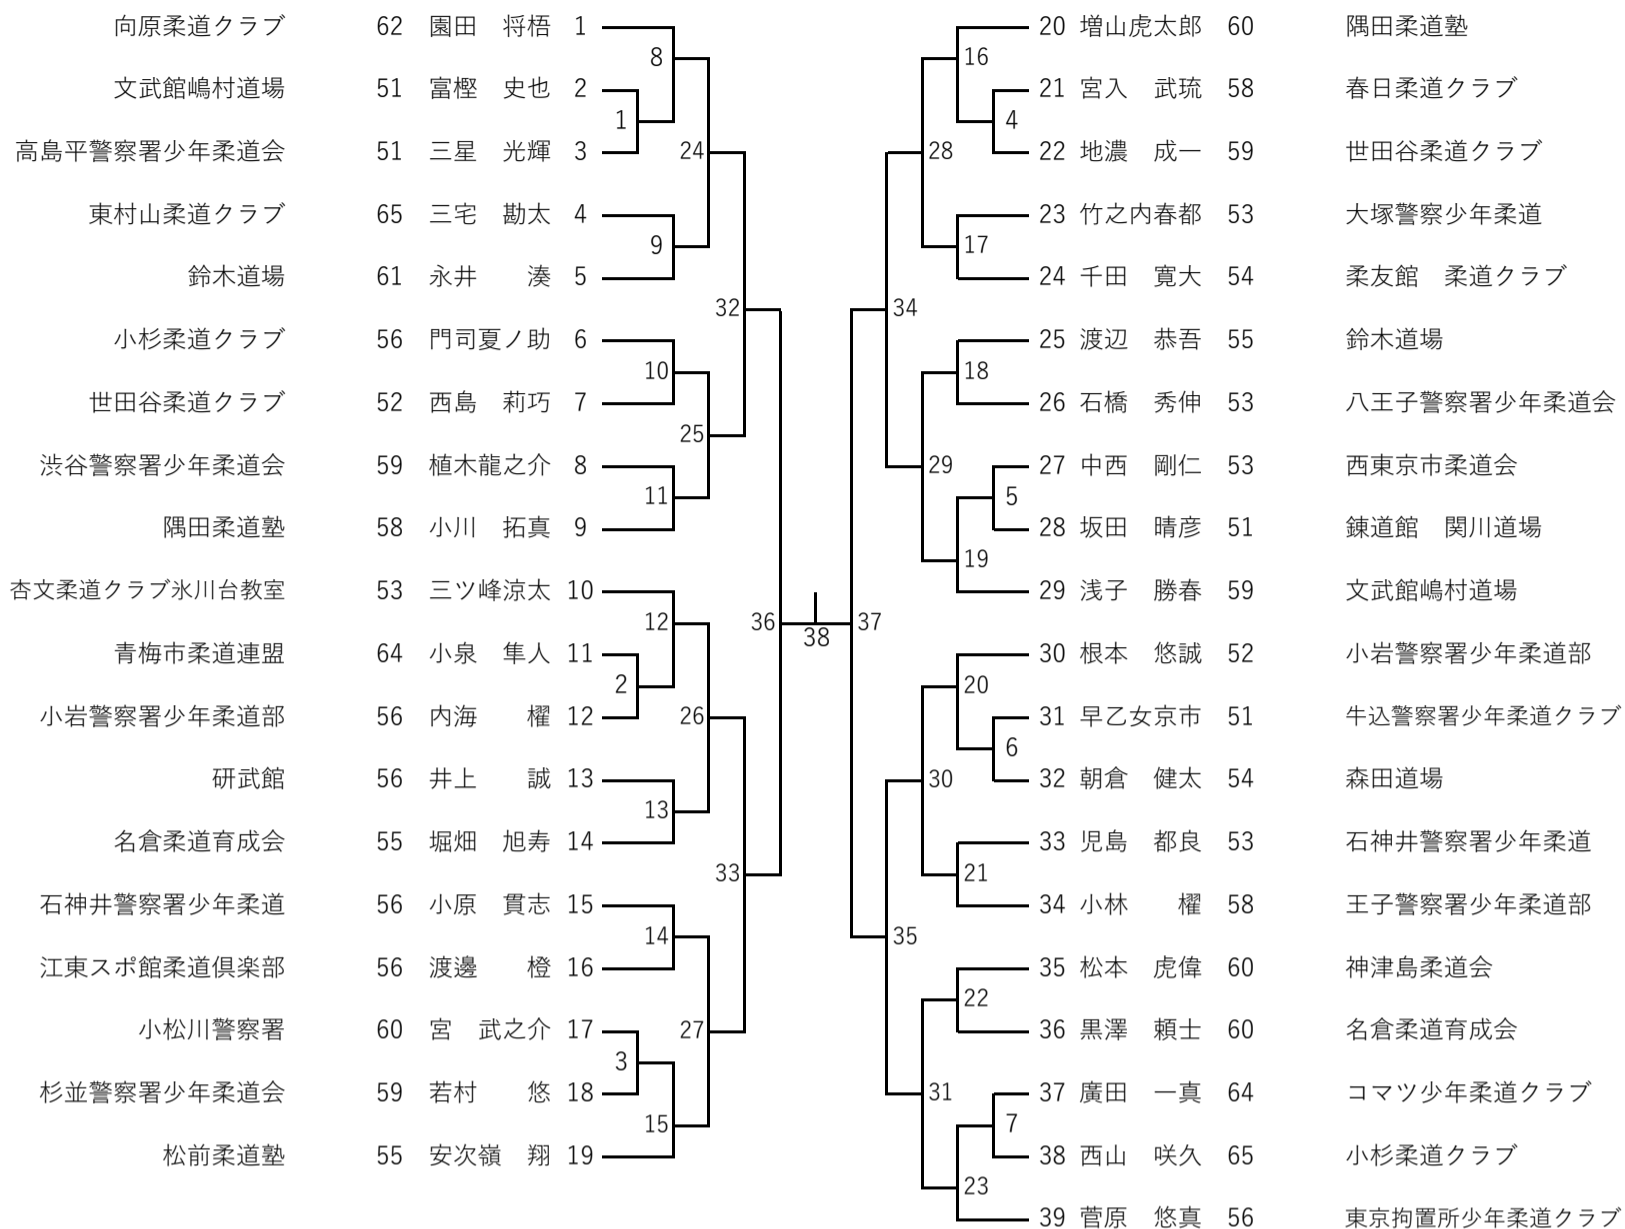 向原柔道クラブ 62 園田 将悟 1 20 増山虎太郎 60 隅田柔道塾
8 16
文武館嶋村道場 51 富樫 史也 2 21 宮入 武琉 58 春日柔道クラブ
1 4
高島平警察署少年柔道会 51 三星 光輝 3 24 28 22 地濃 成一 59 世田谷柔道クラブ
東村山柔道クラブ 65 三宅 勘太 4 23 竹之内春都 53 大塚警察少年柔道
9 17
鈴木道場 61 永井 湊 5 24 千田 寛大 54 柔友館 柔道クラブ
32 34
小杉柔道クラブ 56 門司夏ノ助 6 25 渡辺 恭吾 55 鈴木道場
10 18
世田谷柔道クラブ 52 西島 莉巧 7 26 石橋 秀伸 53 八王子警察署少年柔道会
25
渋谷警察署少年柔道会 59 植木龍之介 8 29 27 中西 剛仁 53 西東京市柔道会
11 5
隅田柔道塾 58 小川 拓真 9 28 坂田 晴彦 51 錬道館 関川道場
19
杏文柔道クラブ氷川台教室 53 三ツ峰涼太 10 29 浅子 勝春 59 文武館嶋村道場
12 36 38 37
青梅市柔道連盟 64 小泉 隼人 11 30 根本 悠誠 52 小岩警察署少年柔道部
2 20
小岩警察署少年柔道部 56 内海 櫂 12 26 31 早乙女京市 51 牛込警察署少年柔道クラブ
6
研武館 56 井上 誠 13 30 32 朝倉 健太 54 森田道場
13
名倉柔道育成会 55 堀畑 旭寿 14 33 児島 都良 53 石神井警察署少年柔道
33 21
石神井警察署少年柔道 56 小原 貫志 15 34 小林 櫂 58 王子警察署少年柔道部
14 35
江東スポ館柔道倶楽部 56 渡邊 橙 16 35 松本 虎偉 60 神津島柔道会
22
小松川警察署 60 宮 武之介 17 27 36 黒澤 頼士 60 名倉柔道育成会
3
杉並警察署少年柔道会 59 若村 悠 18 31 37 廣田 一真 64 コマツ少年柔道クラブ
15 7
松前柔道塾 55 安次嶺 翔 19 38 西山 咲久 65 小杉柔道クラブ
23
39 菅原 悠真 56 東京拘置所少年柔道クラブ